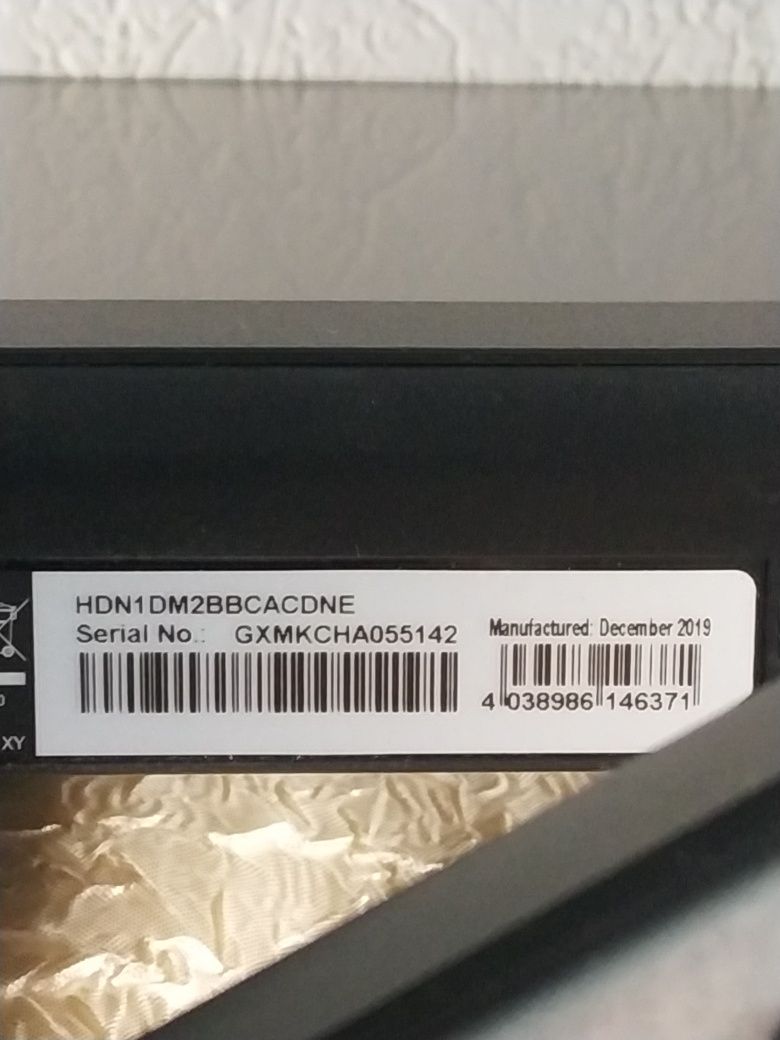 HDN1DM2BBCACDNE
Serial No.: GXMKCHA055142
Manufactured: December 2019
4 038986 146371
XY